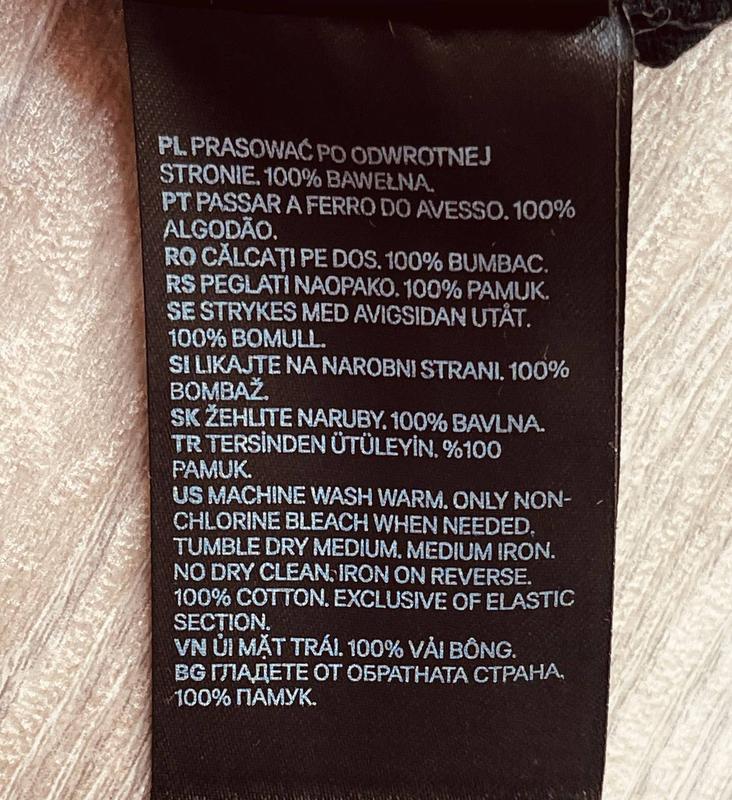 PL PRASOWAĆ PO ODWROTNEJ
STRONIE. 100% BAWEŁNA.
PT PASSAR A FERRO DO AVESSO. 100%
ALGODÃO.
RO CĂLCAȚI PE DOS. 100% BUMBAC.
RS PEGLATI NAOPAKO. 100% PAMUK.
SE STRYKES MED AVIGSIDAN UTÅT.
100% BOMULL.
SI LIKAJTE NA NAROBNI STRANI. 100%
BOMBAŽ.
SK ŽEHLITE NARUBY. 100% BAVLNA.
TR TERSİNDEN ÜTÜLEYİN. %100
PAMUK.
US MACHINE WASH WARM. ONLY NON-
CHLORINE BLEACH WHEN NEEDED.
TUMBLE DRY MEDIUM. MEDIUM IRON.
NO DRY CLEAN. IRON ON REVERSE.
100% COTTON. EXCLUSIVE OF ELASTIC
SECTION.
VN ỦI MẶT TRÁI. 100% VẢI BÔNG.
BG ГЛАДЕТЕ ОТ ОБРАТНАТА СТРАНА.
100% ПАМУК.